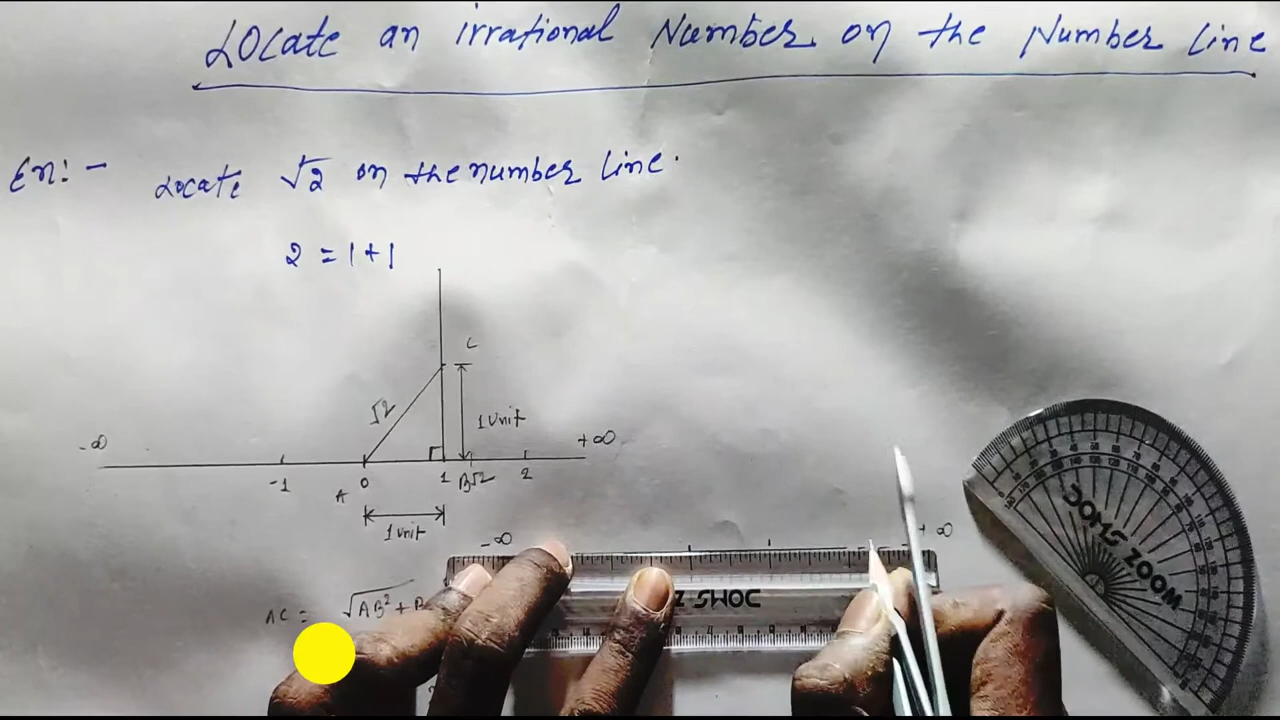 Locate an irrational Number on the Number Line
Ex:- Locate √2 on the number line.
2 = 1 + 1
C
√2
1 Unit
-∞ +∞
-1 A 0 1 B √2 2
1 Unit
-∞ +∞
AC = √AB² + B
DOMS Z
DOMS ZOOM